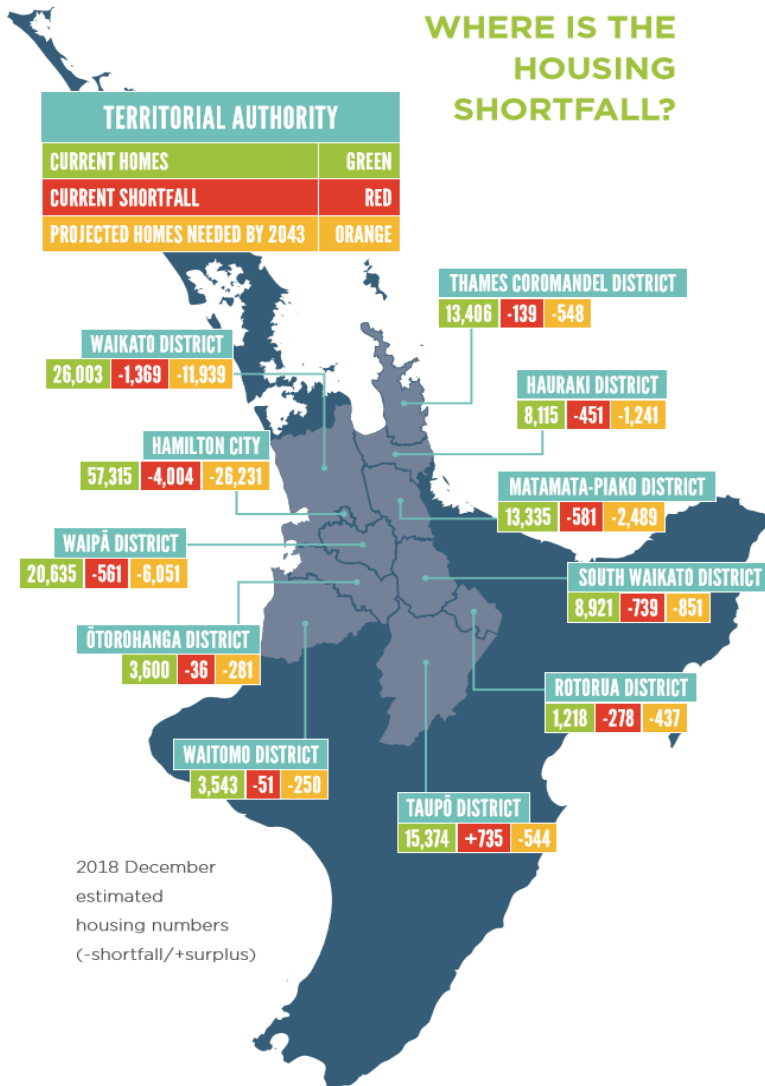 WHERE IS THE
HOUSING
SHORTFALL?
TERRITORIAL AUTHORITY
CURRENT HOMES GREEN
CURRENT SHORTFALL RED
PROJECTED HOMES NEEDED BY 2043 ORANGE
THAMES COROMANDEL DISTRICT
13,406 -139 -548
WAIKATO DISTRICT
26,003 -1,369 -11,939
HAURAKI DISTRICT
8,115 -451 -1,241
HAMILTON CITY
57,315 -4,004 -26,231
MATAMATA-PIAKO DISTRICT
13,335 -581 -2,489
WAIPĀ DISTRICT
20,635 -561 -6,051
SOUTH WAIKATO DISTRICT
8,921 -739 -851
ŌTOROHANGA DISTRICT
3,600 -36 -281
ROTORUA DISTRICT
1,218 -278 -437
WAITOMO DISTRICT
3,543 -51 -250
TAUPŌ DISTRICT
15,374 +735 -544
2018 December
estimated
housing numbers
(-shortfall/+surplus)